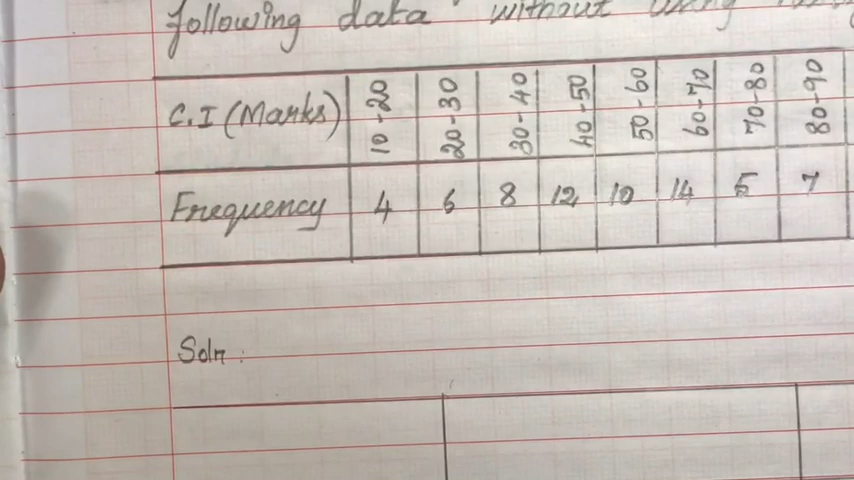 following data without using
C.I (Marks) 10-20 20-30 30-40 40-50 50-60 60-70 70-80 80-90
Frequency 4 6 8 12 10 14 5 7
Soln :